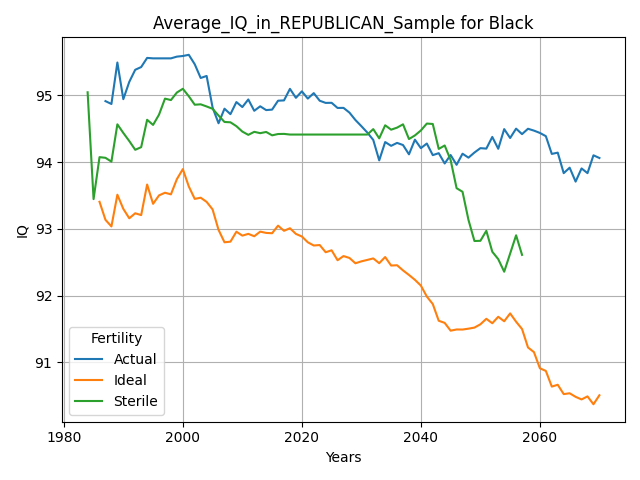 Average_IQ_in_REPUBLICAN_Sample for Black
IQ
95
94
93
92
91
Fertility
Actual
Ideal
Sterile
1980
2000
2020
2040
2060
Years